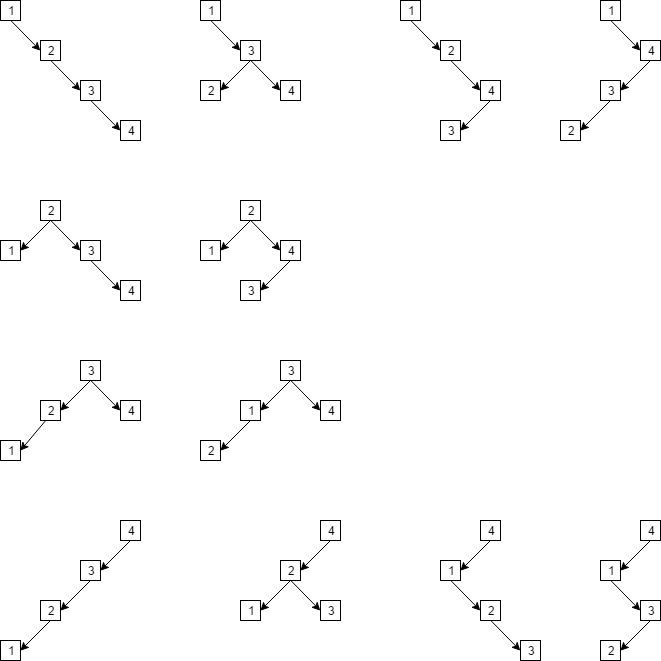 1 1 1 1
2 3 2 4
3 2 4 4 3
4 3 2
2 2
1 3 1 4
4 3
3 3
2 4 1 4
1 2
4 4 4 4
3 2 1 1
2 1 3 2 3
1 3 2